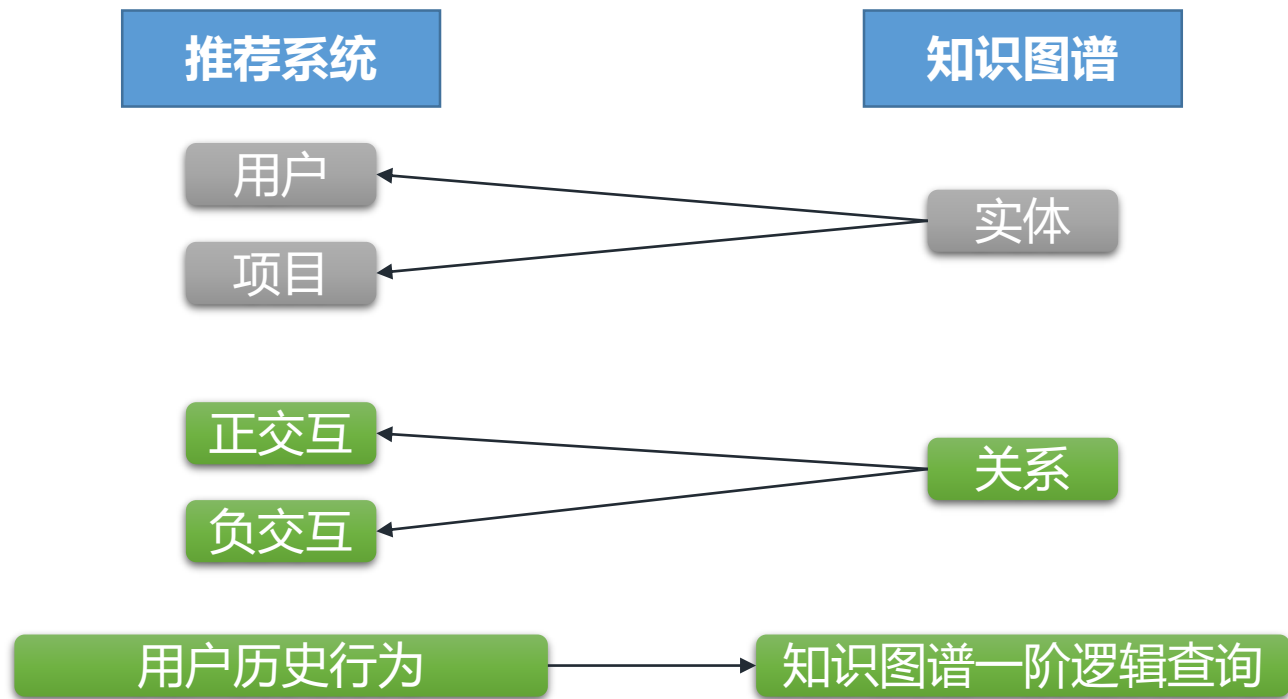 推荐系统
知识图谱
用户
项目
实体
正交互
负交互
关系
用户历史行为
知识图谱一阶逻辑查询